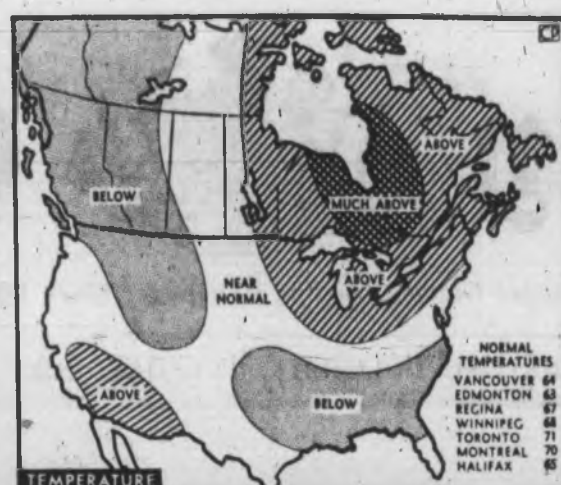 CP
BELOW
ABOVE
MUCH ABOVE
ABOVE
NEAR
NORMAL
ABOVE
BELOW
NORMAL
TEMPERATURES
VANCOUVER 64
EDMONTON 63
REGINA 67
WINNIPEG 68
TORONTO 71
MONTREAL 70
HALIFAX 65
TEMPERATURE